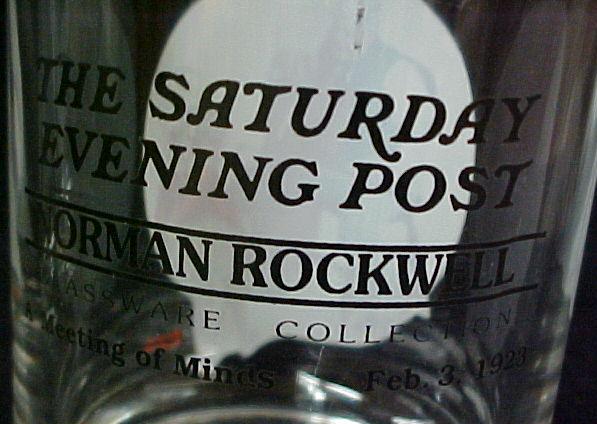 THE SATURDAY
EVENING POST
NORMAN ROCKWELL
GLASSWARE COLLECTION
A Meeting of Minds Feb. 3, 1923